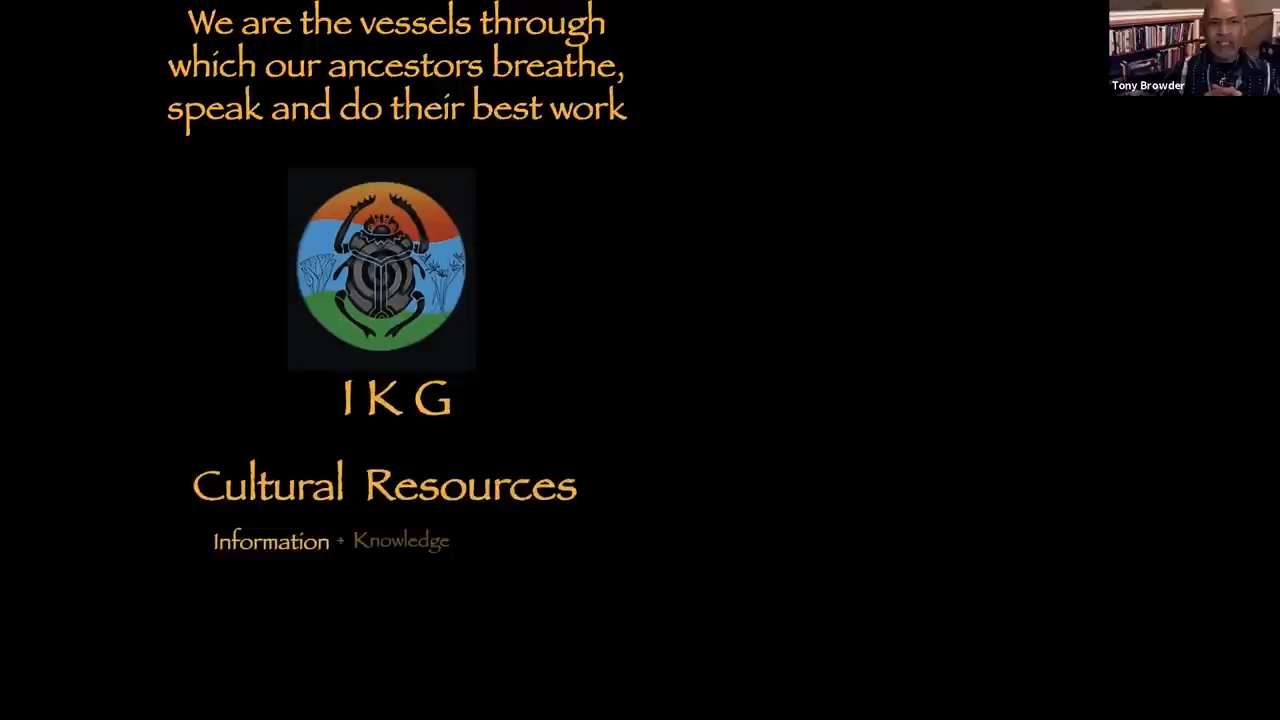 We are the vessels through
which our ancestors breathe,
speak and do their best work
Tony Browder
I K G
Cultural Resources
Information + Knowledge